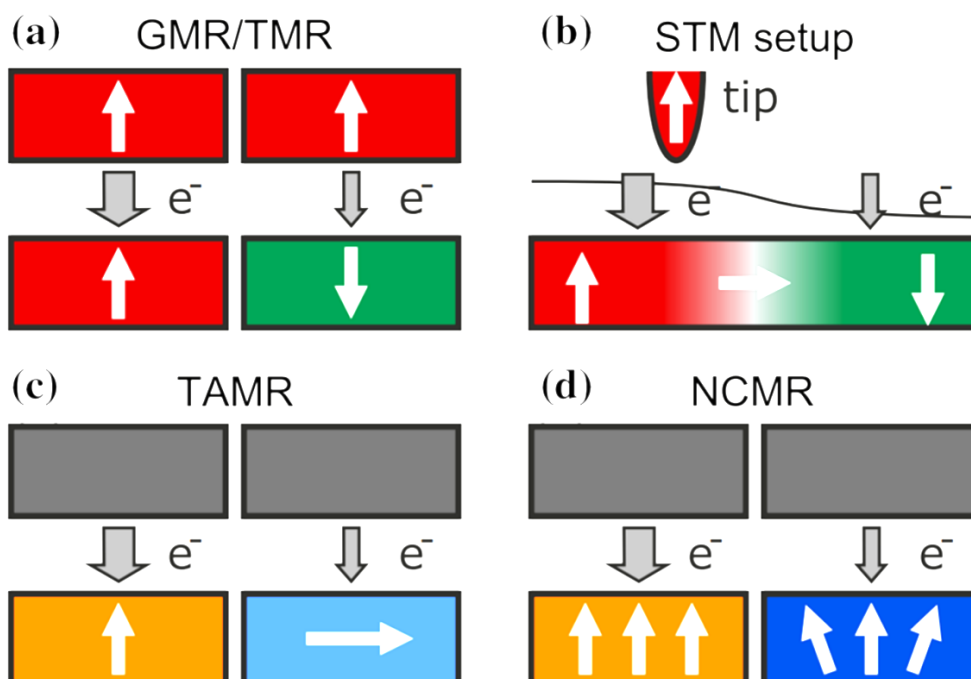 (a) GMR/TMR
e⁻ e⁻
(b) STM setup
tip
e⁻ e⁻
(c) TAMR
e⁻ e⁻
(d) NCMR
e⁻ e⁻